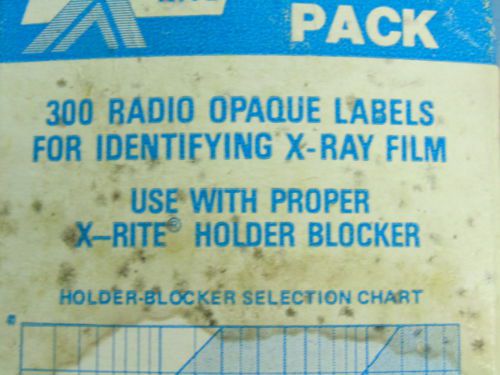 PACK
300 RADIO OPAQUE LABELS
FOR IDENTIFYING X-RAY FILM
USE WITH PROPER
X-RITE® HOLDER BLOCKER
HOLDER-BLOCKER SELECTION CHART